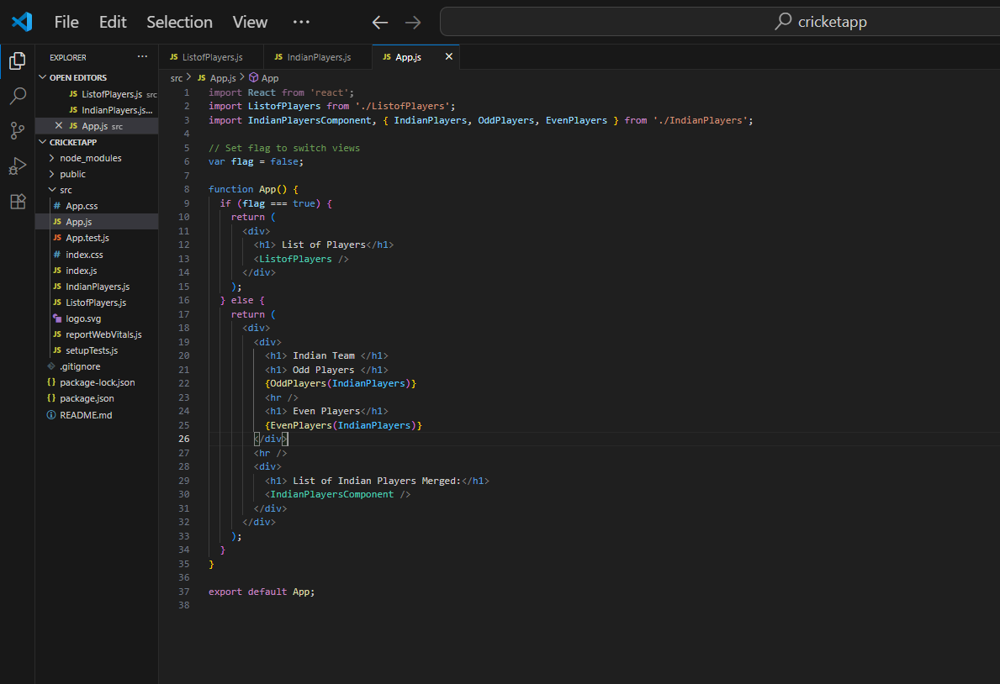 File Edit Selection View ··· cricketapp
EXPLORER ···
OPEN EDITORS
JS ListofPlayers.js src
JS IndianPlayers.js...
JS App.js src
CRICKETAPP
node_modules
public
src
# App.css
JS App.js
JS App.test.js
# index.css
JS index.js
JS IndianPlayers.js
JS ListofPlayers.js
logo.svg
JS reportWebVitals.js
JS setupTests.js
.gitignore
{} package-lock.json
{} package.json
README.md
JS ListofPlayers.js JS IndianPlayers.js JS App.js
src > JS App.js > App
1 import React from 'react';
2 import ListofPlayers from './ListofPlayers';
3 import IndianPlayersComponent, { IndianPlayers, OddPlayers, EvenPlayers } from './IndianPlayers';
4
5 // Set flag to switch views
6 var flag = false;
7
8 function App() {
9   if (flag === true) {
10     return (
11       <div>
12         <h1> List of Players</h1>
13         <ListofPlayers />
14       </div>
15     );
16   } else {
17     return (
18       <div>
19         <div>
20           <h1> Indian Team </h1>
21           <h1> Odd Players </h1>
22           {OddPlayers(IndianPlayers)}
23           <hr />
24           <h1> Even Players</h1>
25           {EvenPlayers(IndianPlayers)}
26         </div>
27         <hr />
28         <div>
29           <h1> List of Indian Players Merged:</h1>
30           <IndianPlayersComponent />
31         </div>
32       </div>
33     );
34   }
35 }
36
37 export default App;
38